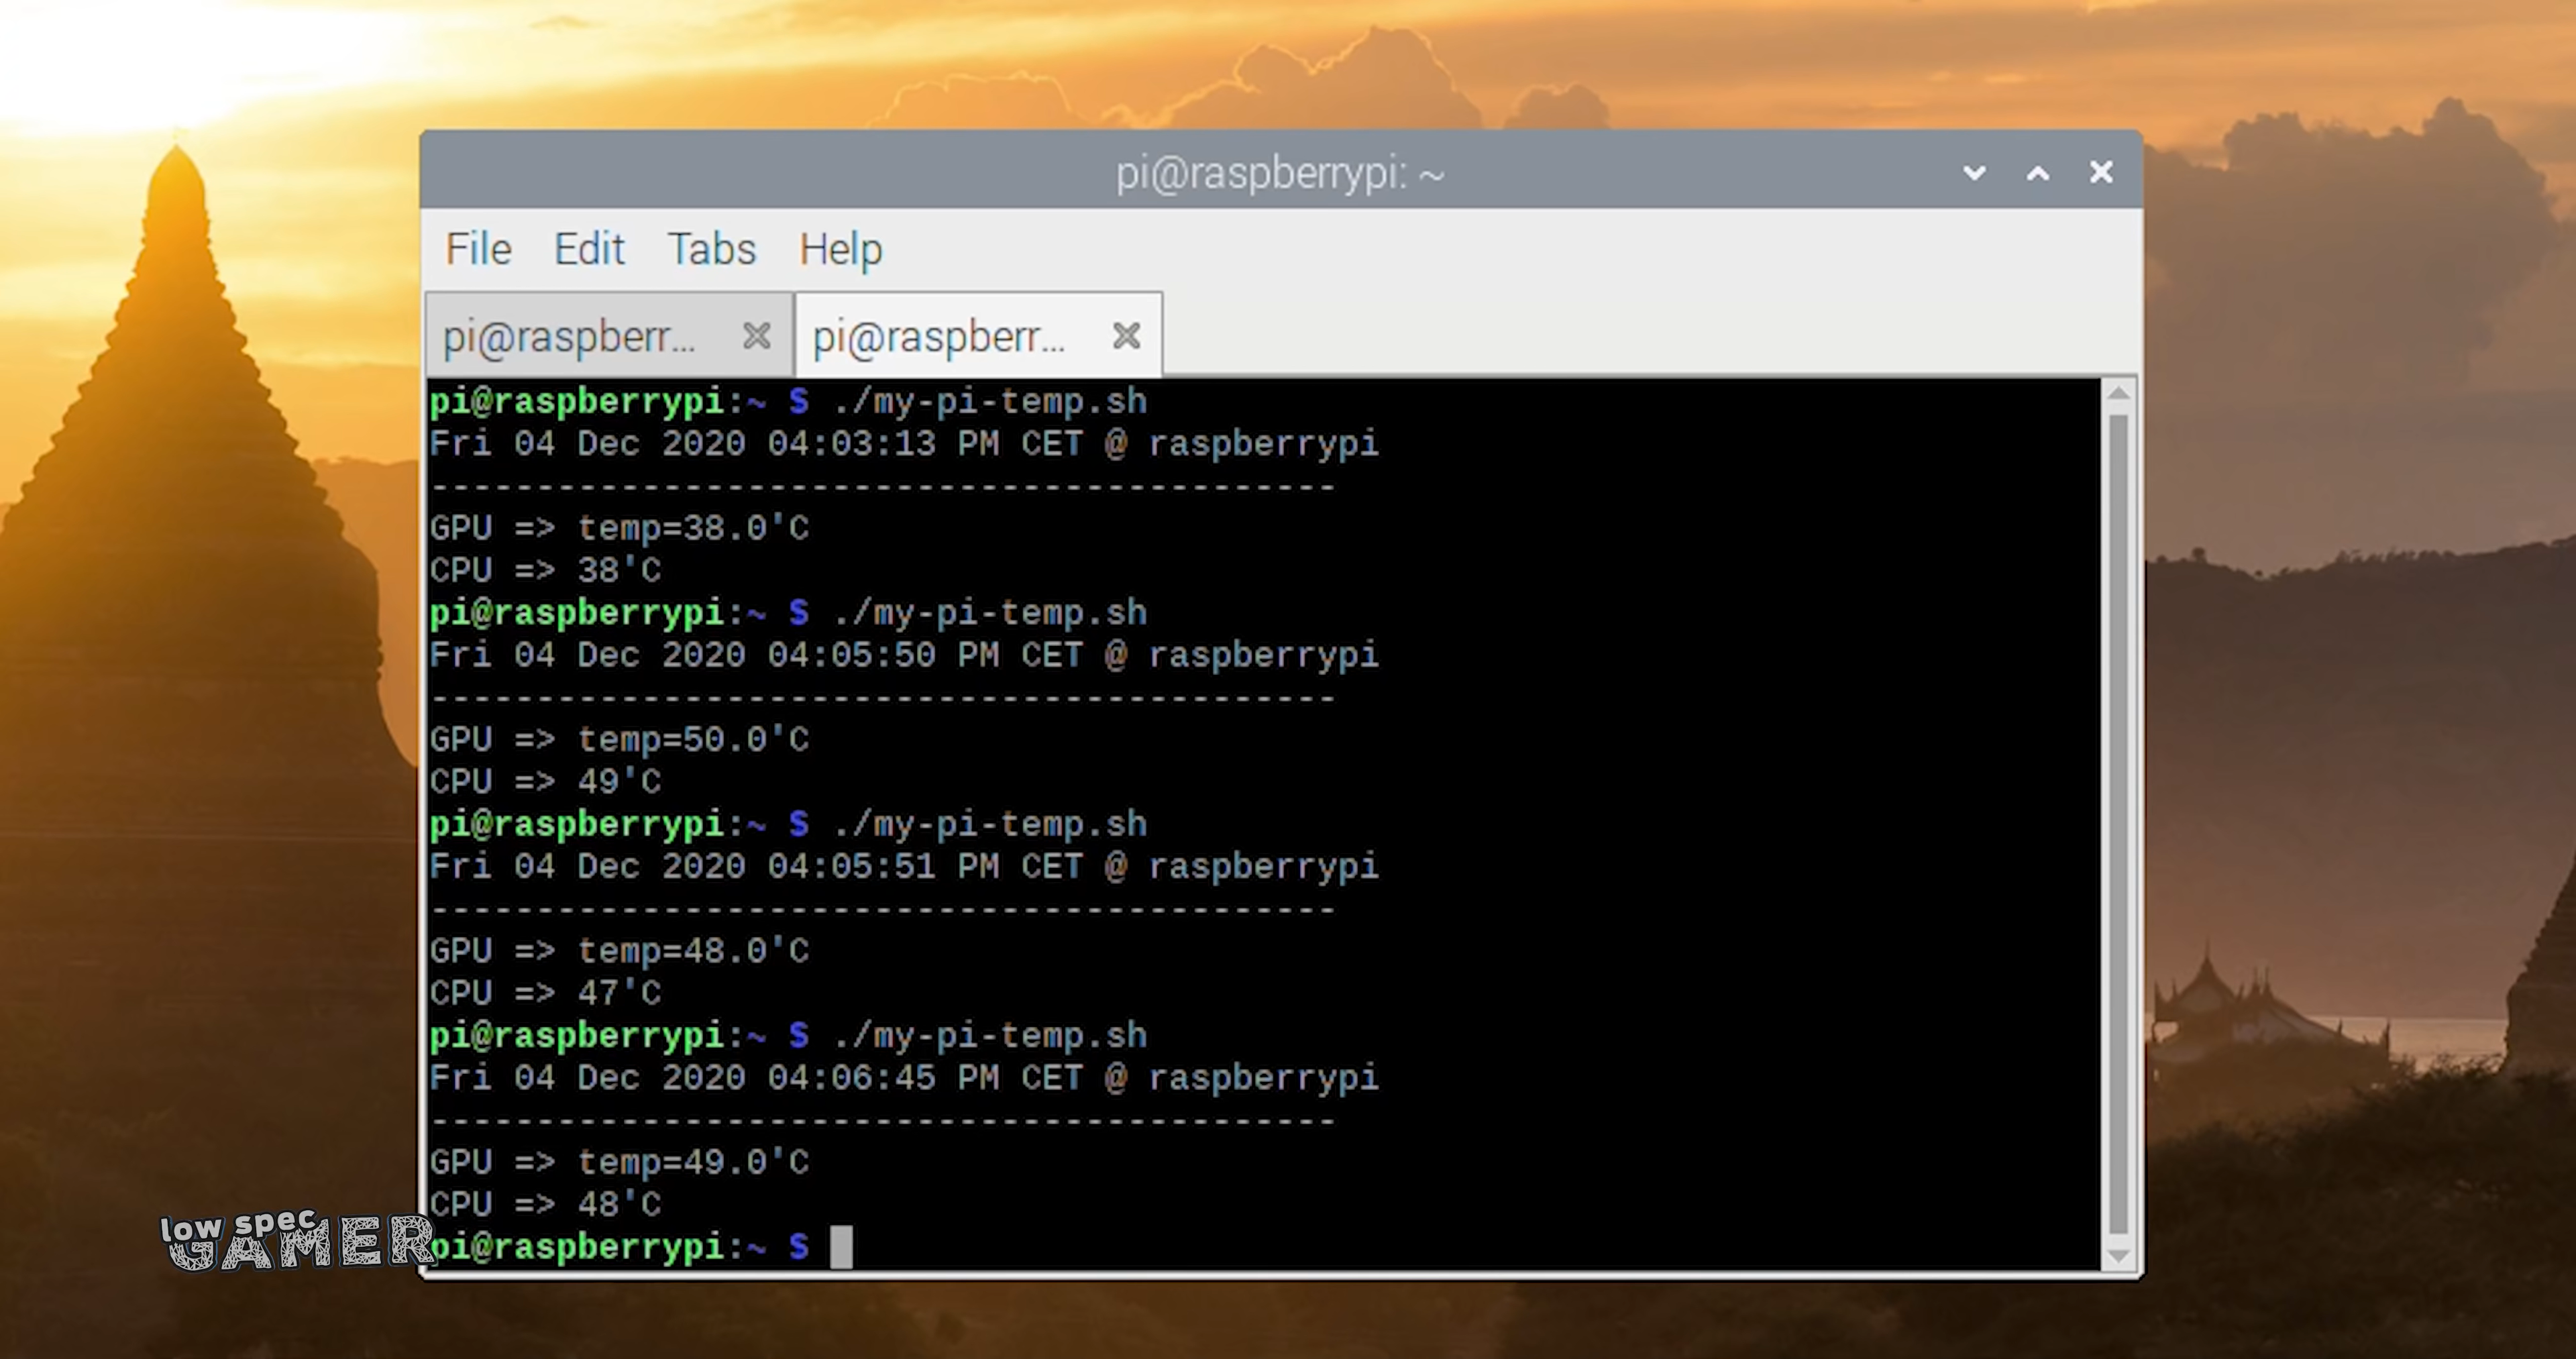 pi@raspberrypi: ~
File Edit Tabs Help
pi@raspberr... pi@raspberr...
pi@raspberrypi:~ $ ./my-pi-temp.sh
Fri 04 Dec 2020 04:03:13 PM CET @ raspberrypi
-------------------------------------------
GPU => temp=38.0'C
CPU => 38'C
pi@raspberrypi:~ $ ./my-pi-temp.sh
Fri 04 Dec 2020 04:05:50 PM CET @ raspberrypi
-------------------------------------------
GPU => temp=50.0'C
CPU => 49'C
pi@raspberrypi:~ $ ./my-pi-temp.sh
Fri 04 Dec 2020 04:05:51 PM CET @ raspberrypi
-------------------------------------------
GPU => temp=48.0'C
CPU => 47'C
pi@raspberrypi:~ $ ./my-pi-temp.sh
Fri 04 Dec 2020 04:06:45 PM CET @ raspberrypi
-------------------------------------------
GPU => temp=49.0'C
CPU => 48'C
pi@raspberrypi:~ $
low spec
GAMER